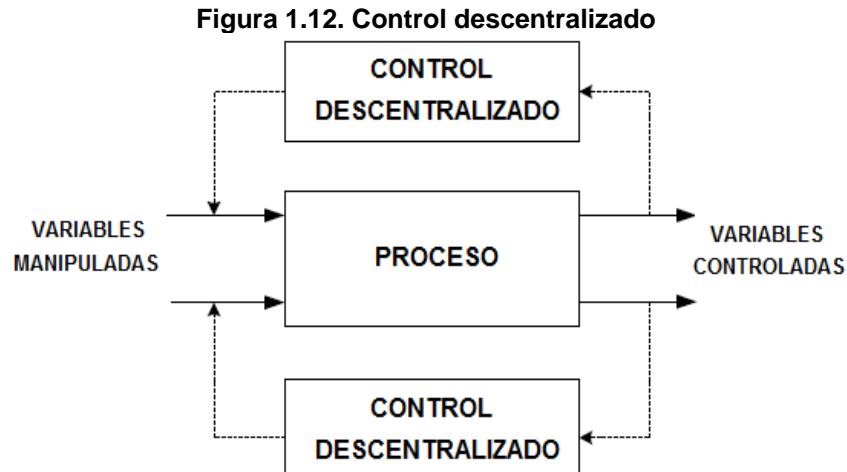 Figura 1.12. Control descentralizado
CONTROL
DESCENTRALIZADO
VARIABLES
MANIPULADAS
PROCESO
VARIABLES
CONTROLADAS
CONTROL
DESCENTRALIZADO